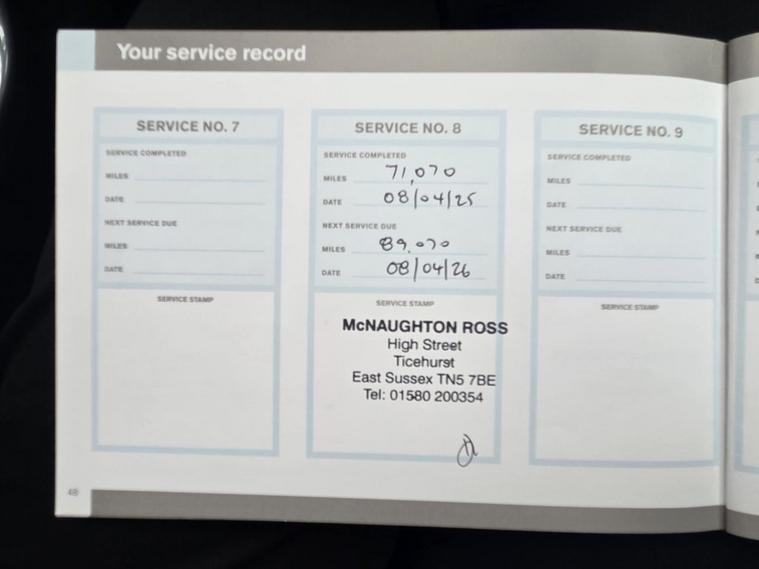 Your service record
SERVICE NO. 7
SERVICE COMPLETED
MILES
DATE
NEXT SERVICE DUE
MILES
DATE
SERVICE STAMP
SERVICE NO. 8
SERVICE COMPLETED
MILES 71,070
DATE 08/04/25
NEXT SERVICE DUE
MILES 89,070
DATE 08/04/26
SERVICE STAMP
McNAUGHTON ROSS
High Street
Ticehurst
East Sussex TN5 7BE
Tel: 01580 200354
SERVICE NO. 9
SERVICE COMPLETED
MILES
DATE
NEXT SERVICE DUE
MILES
DATE
SERVICE STAMP
48